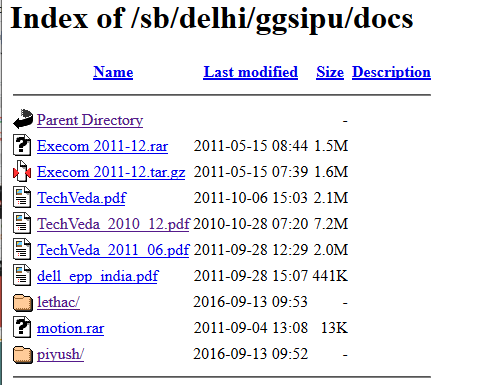 Index of /sb/delhi/ggsipu/docs
Name Last modified Size Description
Parent Directory -
Execom 2011-12.rar 2011-05-15 08:44 1.5M
Execom 2011-12.tar.gz 2011-05-15 07:39 1.6M
TechVeda.pdf 2011-10-06 15:03 2.1M
TechVeda_2010_12.pdf 2010-10-28 07:20 7.2M
TechVeda_2011_06.pdf 2011-09-28 12:29 2.0M
dell_epp_india.pdf 2011-09-28 15:07 441K
lethac/ 2016-09-13 09:53 -
motion.rar 2011-09-04 13:08 13K
piyush/ 2016-09-13 09:52 -